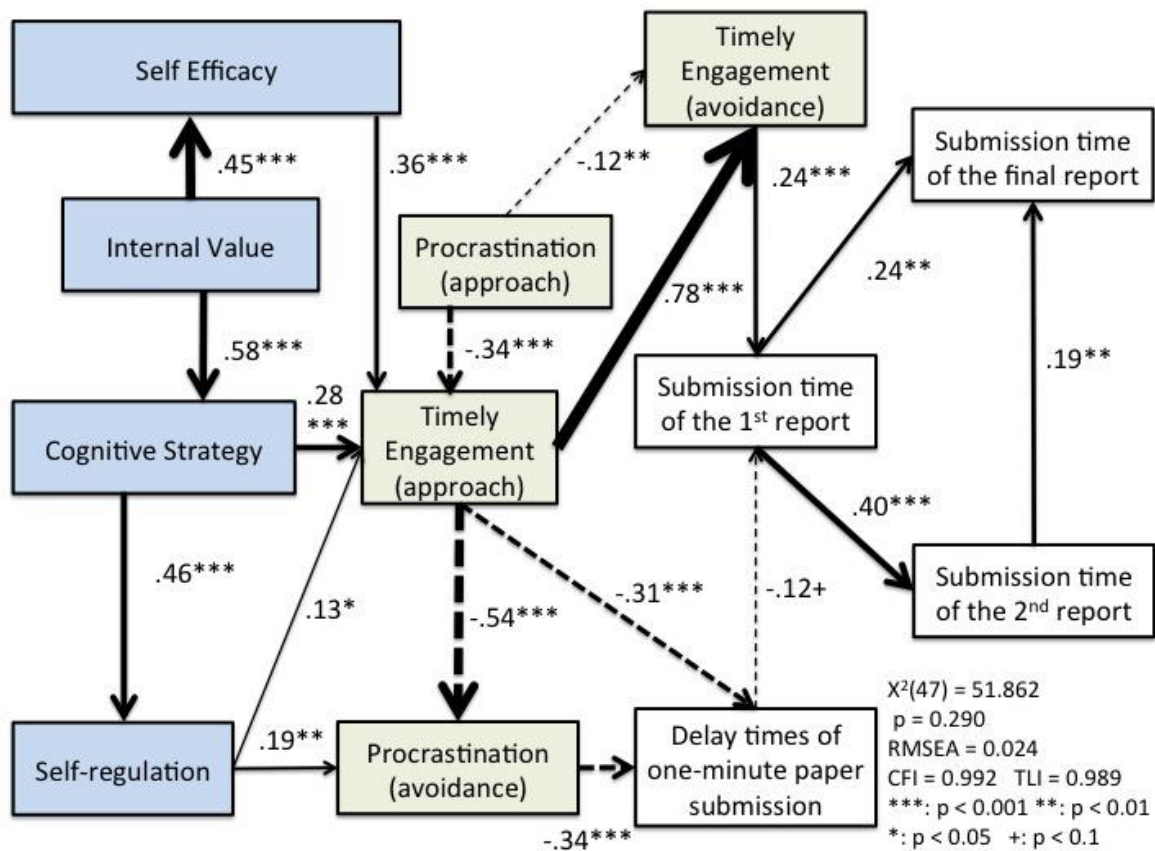 Self Efficacy
Timely
Engagement
(avoidance)
Submission time
of the final report
.45***
.36***
-.12**
.24***
Internal Value
Procrastination
(approach)
.24**
.78***
.58***
-.34***
.19**
Submission time
of the 1st report
.28
***
Cognitive Strategy
Timely
Engagement
(approach)
.40***
.46***
.13*
-.54***
-.31***
-.12+
Submission time
of the 2nd report
Self-regulation
.19**
Procrastination
(avoidance)
-.34***
Delay times of
one-minute paper
submission
X²(47) = 51.862
p = 0.290
RMSEA = 0.024
CFI = 0.992 TLI = 0.989
***: p < 0.001 **: p < 0.01
*: p < 0.05 +: p < 0.1